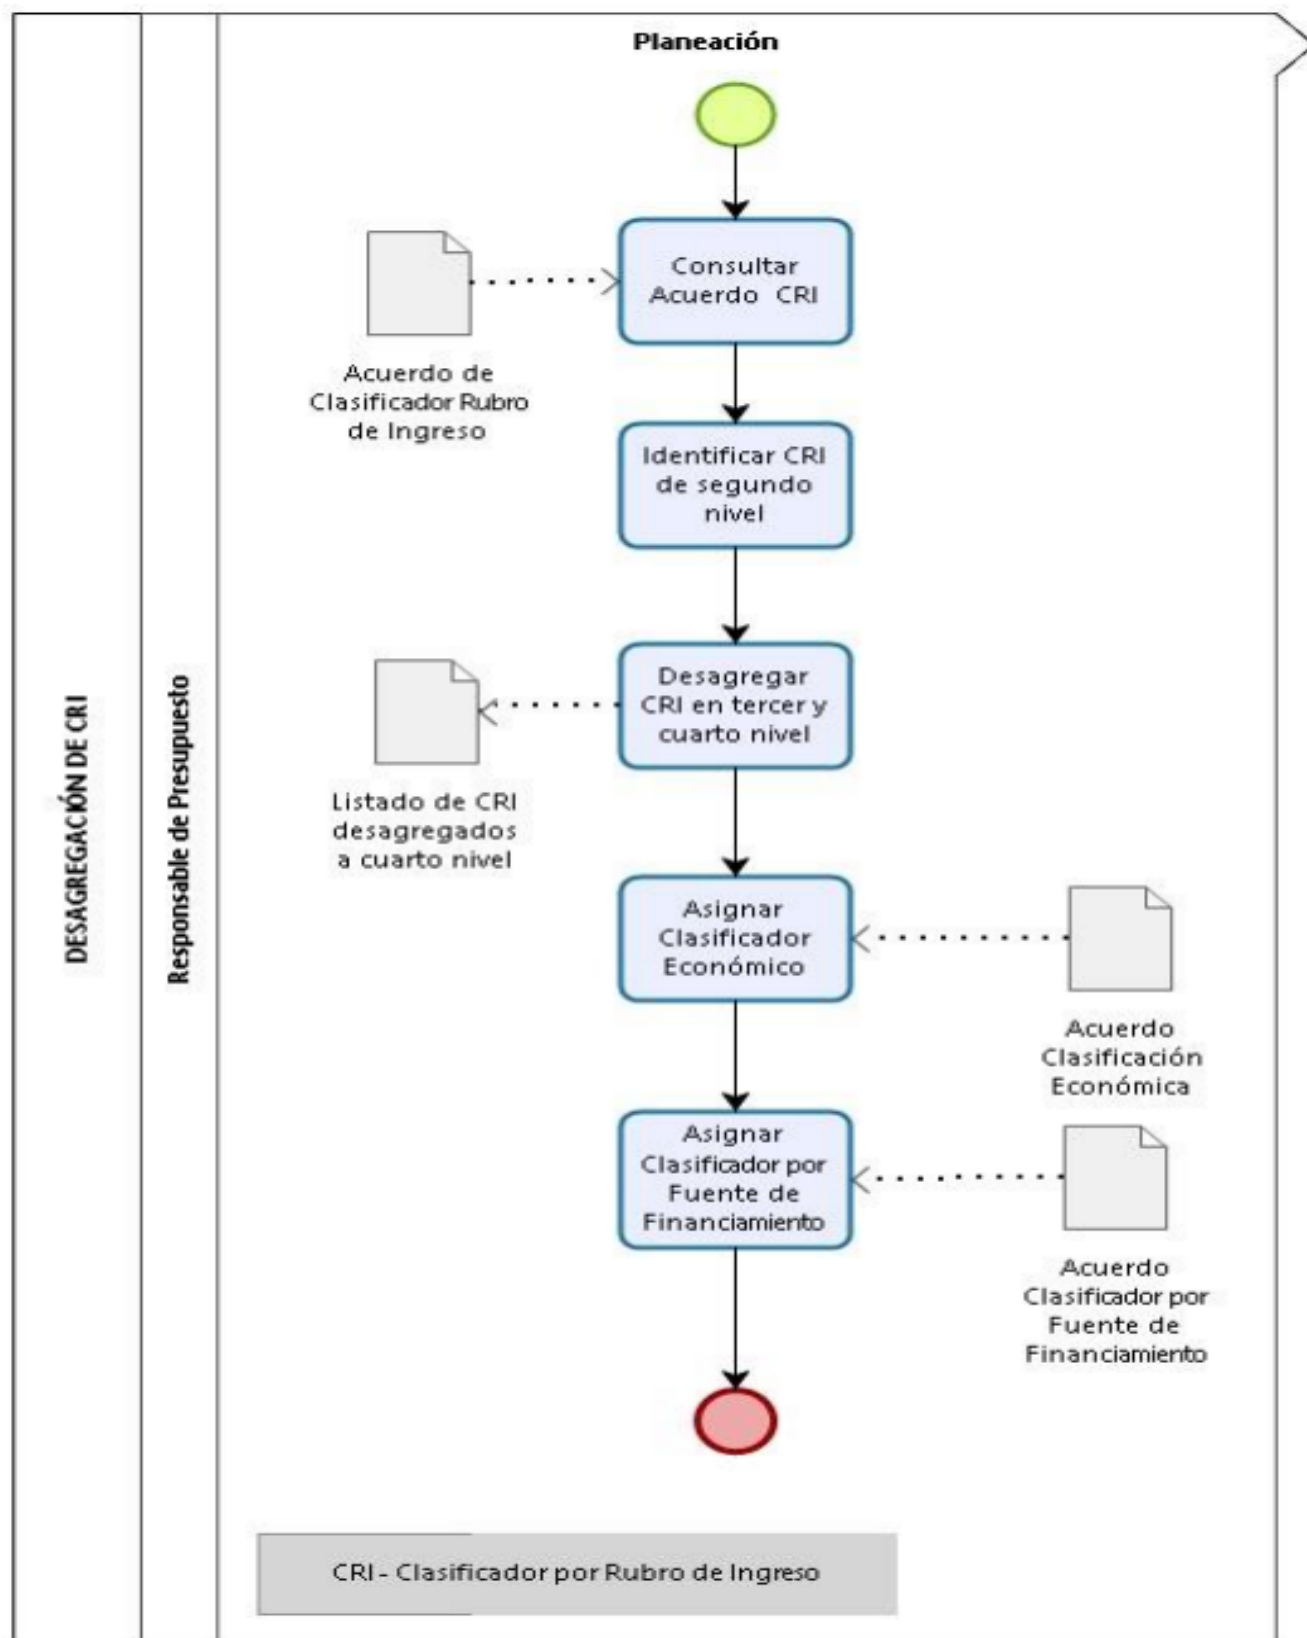 Planeación
DESAGREGACIÓN DE CRI
Responsable de Presupuesto
Consultar
Acuerdo CRI
Acuerdo de
Clasificador Rubro
de Ingreso
Identificar CRI
de segundo
nivel
Desagregar
CRI en tercer y
cuarto nivel
Listado de CRI
desagregados
a cuarto nivel
Asignar
Clasificador
Económico
Acuerdo
Clasificación
Económica
Asignar
Clasificador por
Fuente de
Financiamiento
Acuerdo
Clasificador por
Fuente de
Financiamiento
CRI - Clasificador por Rubro de Ingreso